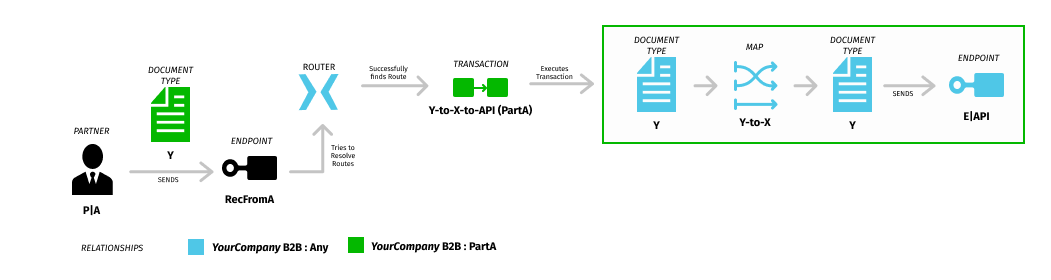 PARTNER
P|A
DOCUMENT
TYPE
Y
SENDS
ENDPOINT
RecFromA
Tries to
Resolve
Routes
ROUTER
Successfully
finds Route
TRANSACTION
Y-to-X-to-API (PartA)
Executes
Transaction
DOCUMENT
TYPE
Y
MAP
Y-to-X
DOCUMENT
TYPE
Y
SENDS
ENDPOINT
E|API
RELATIONSHIPS
YourCompany B2B : Any
YourCompany B2B : PartA